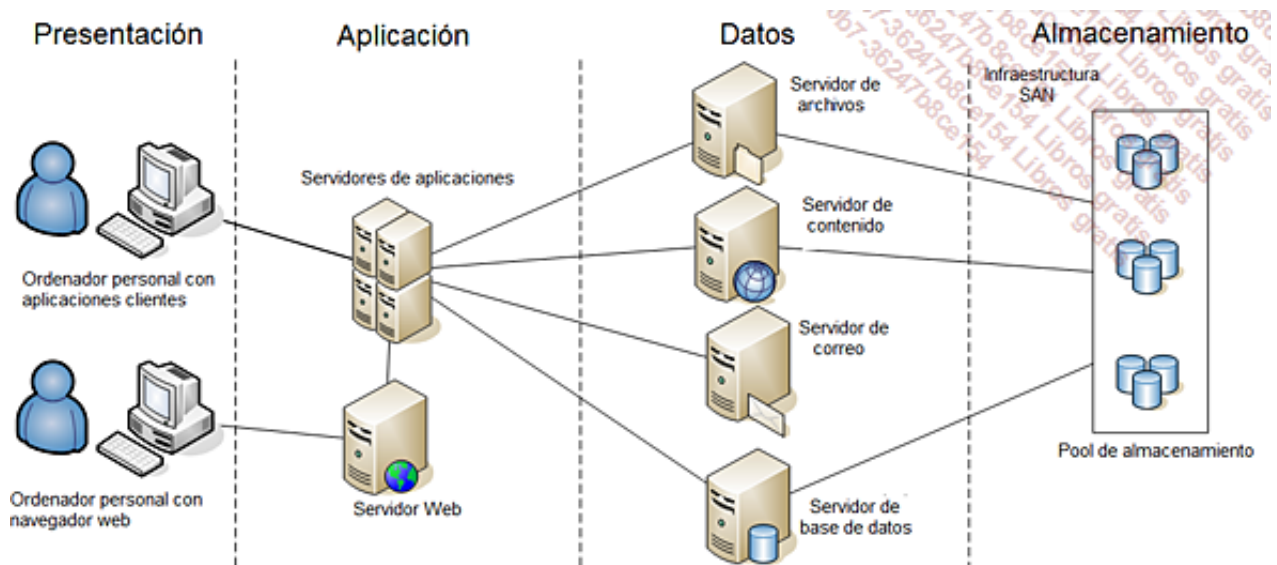 Presentación
Aplicación
Datos
Almacenamiento
Infraestructura
SAN
Servidor de
archivos
Servidores de aplicaciones
Servidor de
contenido
Ordenador personal con
aplicaciones clientes
Servidor de
correo
Pool de almacenamiento
Ordenador personal con
navegador web
Servidor Web
Servidor de
base de datos